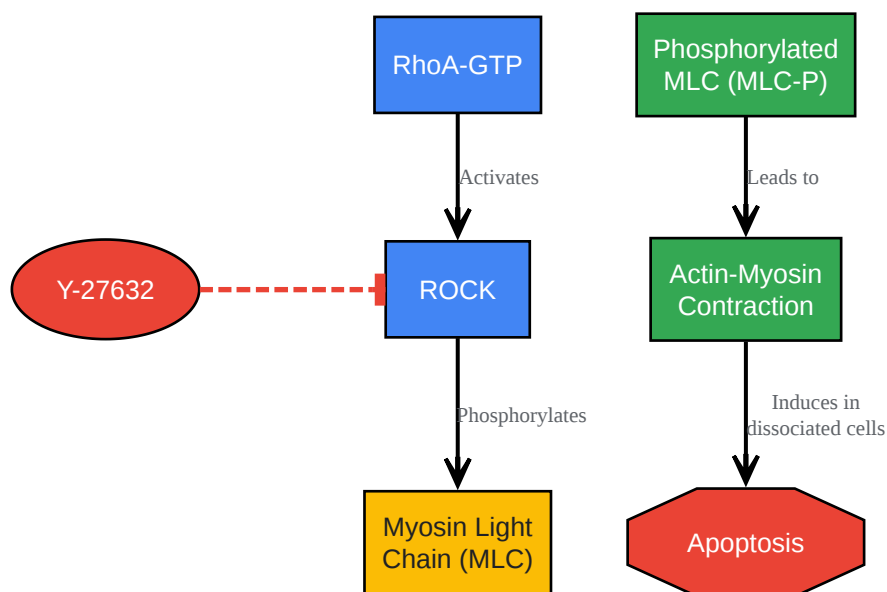 RhoA-GTP
Activates
Y-27632
ROCK
Phosphorylates
Myosin Light
Chain (MLC)
Phosphorylated
MLC (MLC-P)
Leads to
Actin-Myosin
Contraction
Induces in
dissociated cells
Apoptosis